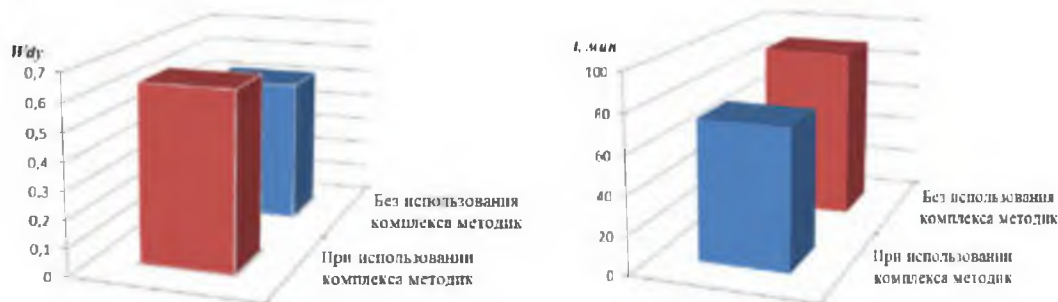 Wdy
0,7
0,6
0,5
0,4
0,3
0,2
0,1
0
Без использования
комплекса методик
При использовании
комплекса методик
t, мин
100
80
60
40
20
0
Без использования
комплекса методик
При использовании
комплекса методик